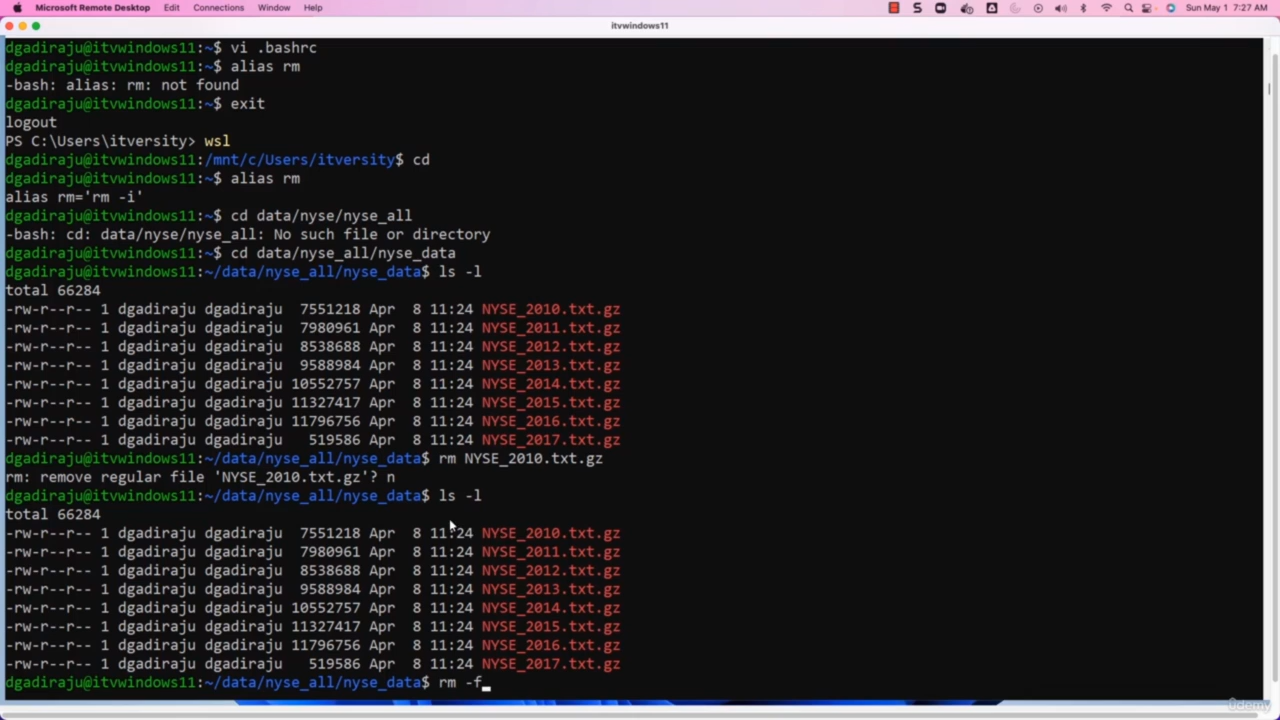 Microsoft Remote Desktop Edit Connections Window Help Sun May 1 7:27 AM
itvwindows11
dgadiraju@itvwindows11:~$ vi .bashrc
dgadiraju@itvwindows11:~$ alias rm
-bash: alias: rm: not found
dgadiraju@itvwindows11:~$ exit
logout
PS C:\Users\itversity> wsl
dgadiraju@itvwindows11:/mnt/c/Users/itversity$ cd
dgadiraju@itvwindows11:~$ alias rm
alias rm='rm -i'
dgadiraju@itvwindows11:~$ cd data/nyse/nyse_all
-bash: cd: data/nyse/nyse_all: No such file or directory
dgadiraju@itvwindows11:~$ cd data/nyse_all/nyse_data
dgadiraju@itvwindows11:~/data/nyse_all/nyse_data$ ls -l
total 66284
-rw-r--r-- 1 dgadiraju dgadiraju  7551218 Apr  8 11:24 NYSE_2010.txt.gz
-rw-r--r-- 1 dgadiraju dgadiraju  7980961 Apr  8 11:24 NYSE_2011.txt.gz
-rw-r--r-- 1 dgadiraju dgadiraju  8538688 Apr  8 11:24 NYSE_2012.txt.gz
-rw-r--r-- 1 dgadiraju dgadiraju  9588984 Apr  8 11:24 NYSE_2013.txt.gz
-rw-r--r-- 1 dgadiraju dgadiraju 10552757 Apr  8 11:24 NYSE_2014.txt.gz
-rw-r--r-- 1 dgadiraju dgadiraju 11327417 Apr  8 11:24 NYSE_2015.txt.gz
-rw-r--r-- 1 dgadiraju dgadiraju 11796756 Apr  8 11:24 NYSE_2016.txt.gz
-rw-r--r-- 1 dgadiraju dgadiraju   519586 Apr  8 11:24 NYSE_2017.txt.gz
dgadiraju@itvwindows11:~/data/nyse_all/nyse_data$ rm NYSE_2010.txt.gz
rm: remove regular file 'NYSE_2010.txt.gz'? n
dgadiraju@itvwindows11:~/data/nyse_all/nyse_data$ ls -l
total 66284
-rw-r--r-- 1 dgadiraju dgadiraju  7551218 Apr  8 11:24 NYSE_2010.txt.gz
-rw-r--r-- 1 dgadiraju dgadiraju  7980961 Apr  8 11:24 NYSE_2011.txt.gz
-rw-r--r-- 1 dgadiraju dgadiraju  8538688 Apr  8 11:24 NYSE_2012.txt.gz
-rw-r--r-- 1 dgadiraju dgadiraju  9588984 Apr  8 11:24 NYSE_2013.txt.gz
-rw-r--r-- 1 dgadiraju dgadiraju 10552757 Apr  8 11:24 NYSE_2014.txt.gz
-rw-r--r-- 1 dgadiraju dgadiraju 11327417 Apr  8 11:24 NYSE_2015.txt.gz
-rw-r--r-- 1 dgadiraju dgadiraju 11796756 Apr  8 11:24 NYSE_2016.txt.gz
-rw-r--r-- 1 dgadiraju dgadiraju   519586 Apr  8 11:24 NYSE_2017.txt.gz
dgadiraju@itvwindows11:~/data/nyse_all/nyse_data$ rm -f
udemy